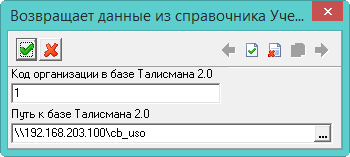 Возвращает данные из справочника Уче...
Код организации в базе Талисмана 2.0
1
Путь к базе Талисмана 2.0
\\192.168.203.100\cb_uso
...